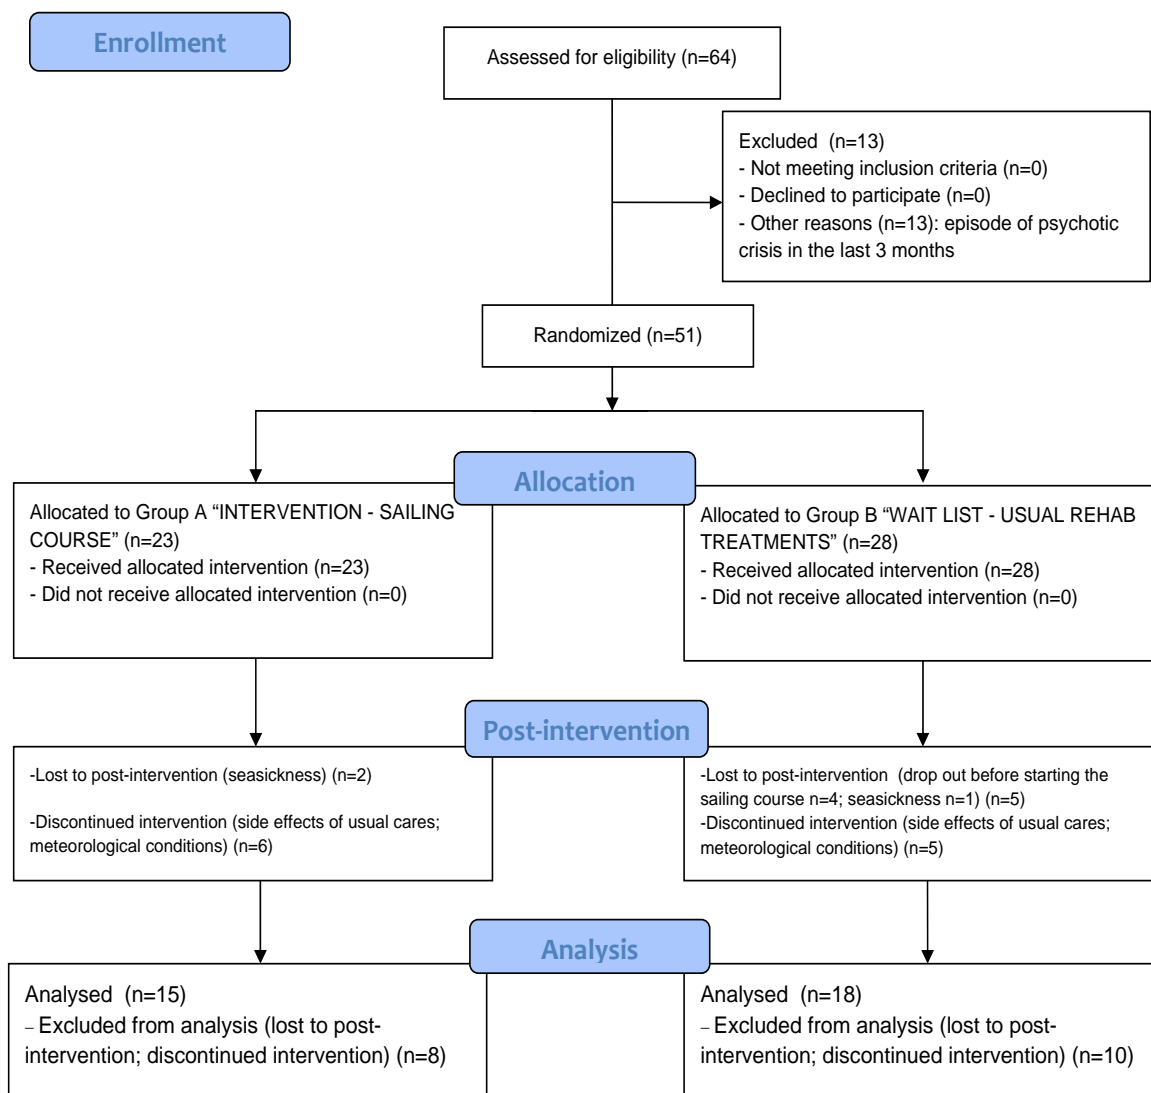 Enrollment
Assessed for eligibility (n=64)
Excluded  (n=13)
- Not meeting inclusion criteria (n=0)
- Declined to participate (n=0)
- Other reasons (n=13): episode of psychotic
crisis in the last 3 months
Randomized (n=51)
Allocation
Allocated to Group A “INTERVENTION - SAILING
COURSE” (n=23)
- Received allocated intervention (n=23)
- Did not receive allocated intervention (n=0)
Allocated to Group B “WAIT LIST - USUAL REHAB
TREATMENTS” (n=28)
- Received allocated intervention (n=28)
- Did not receive allocated intervention (n=0)
Post-intervention
-Lost to post-intervention (seasickness) (n=2)
-Discontinued intervention (side effects of usual cares;
meteorological conditions) (n=6)
-Lost to post-intervention  (drop out before starting the
sailing course n=4; seasickness n=1) (n=5)
-Discontinued intervention (side effects of usual cares;
meteorological conditions) (n=5)
Analysis
Analysed  (n=15)
– Excluded from analysis (lost to post-
intervention; discontinued intervention) (n=8)
Analysed  (n=18)
– Excluded from analysis (lost to post-
intervention; discontinued intervention) (n=10)